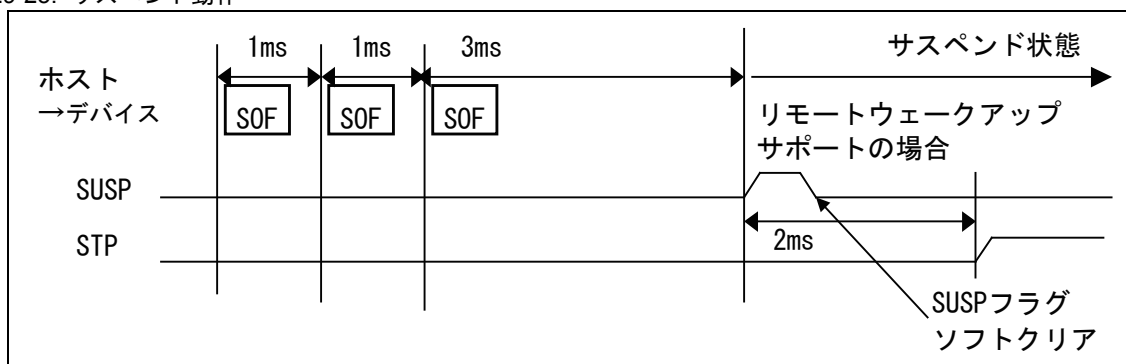 1ms 1ms 3ms サスペンド状態
ホスト
→デバイス
SOF SOF SOF
リモートウェークアップ
サポートの場合
SUSP
2ms
STP
SUSPフラグ
ソフトクリア